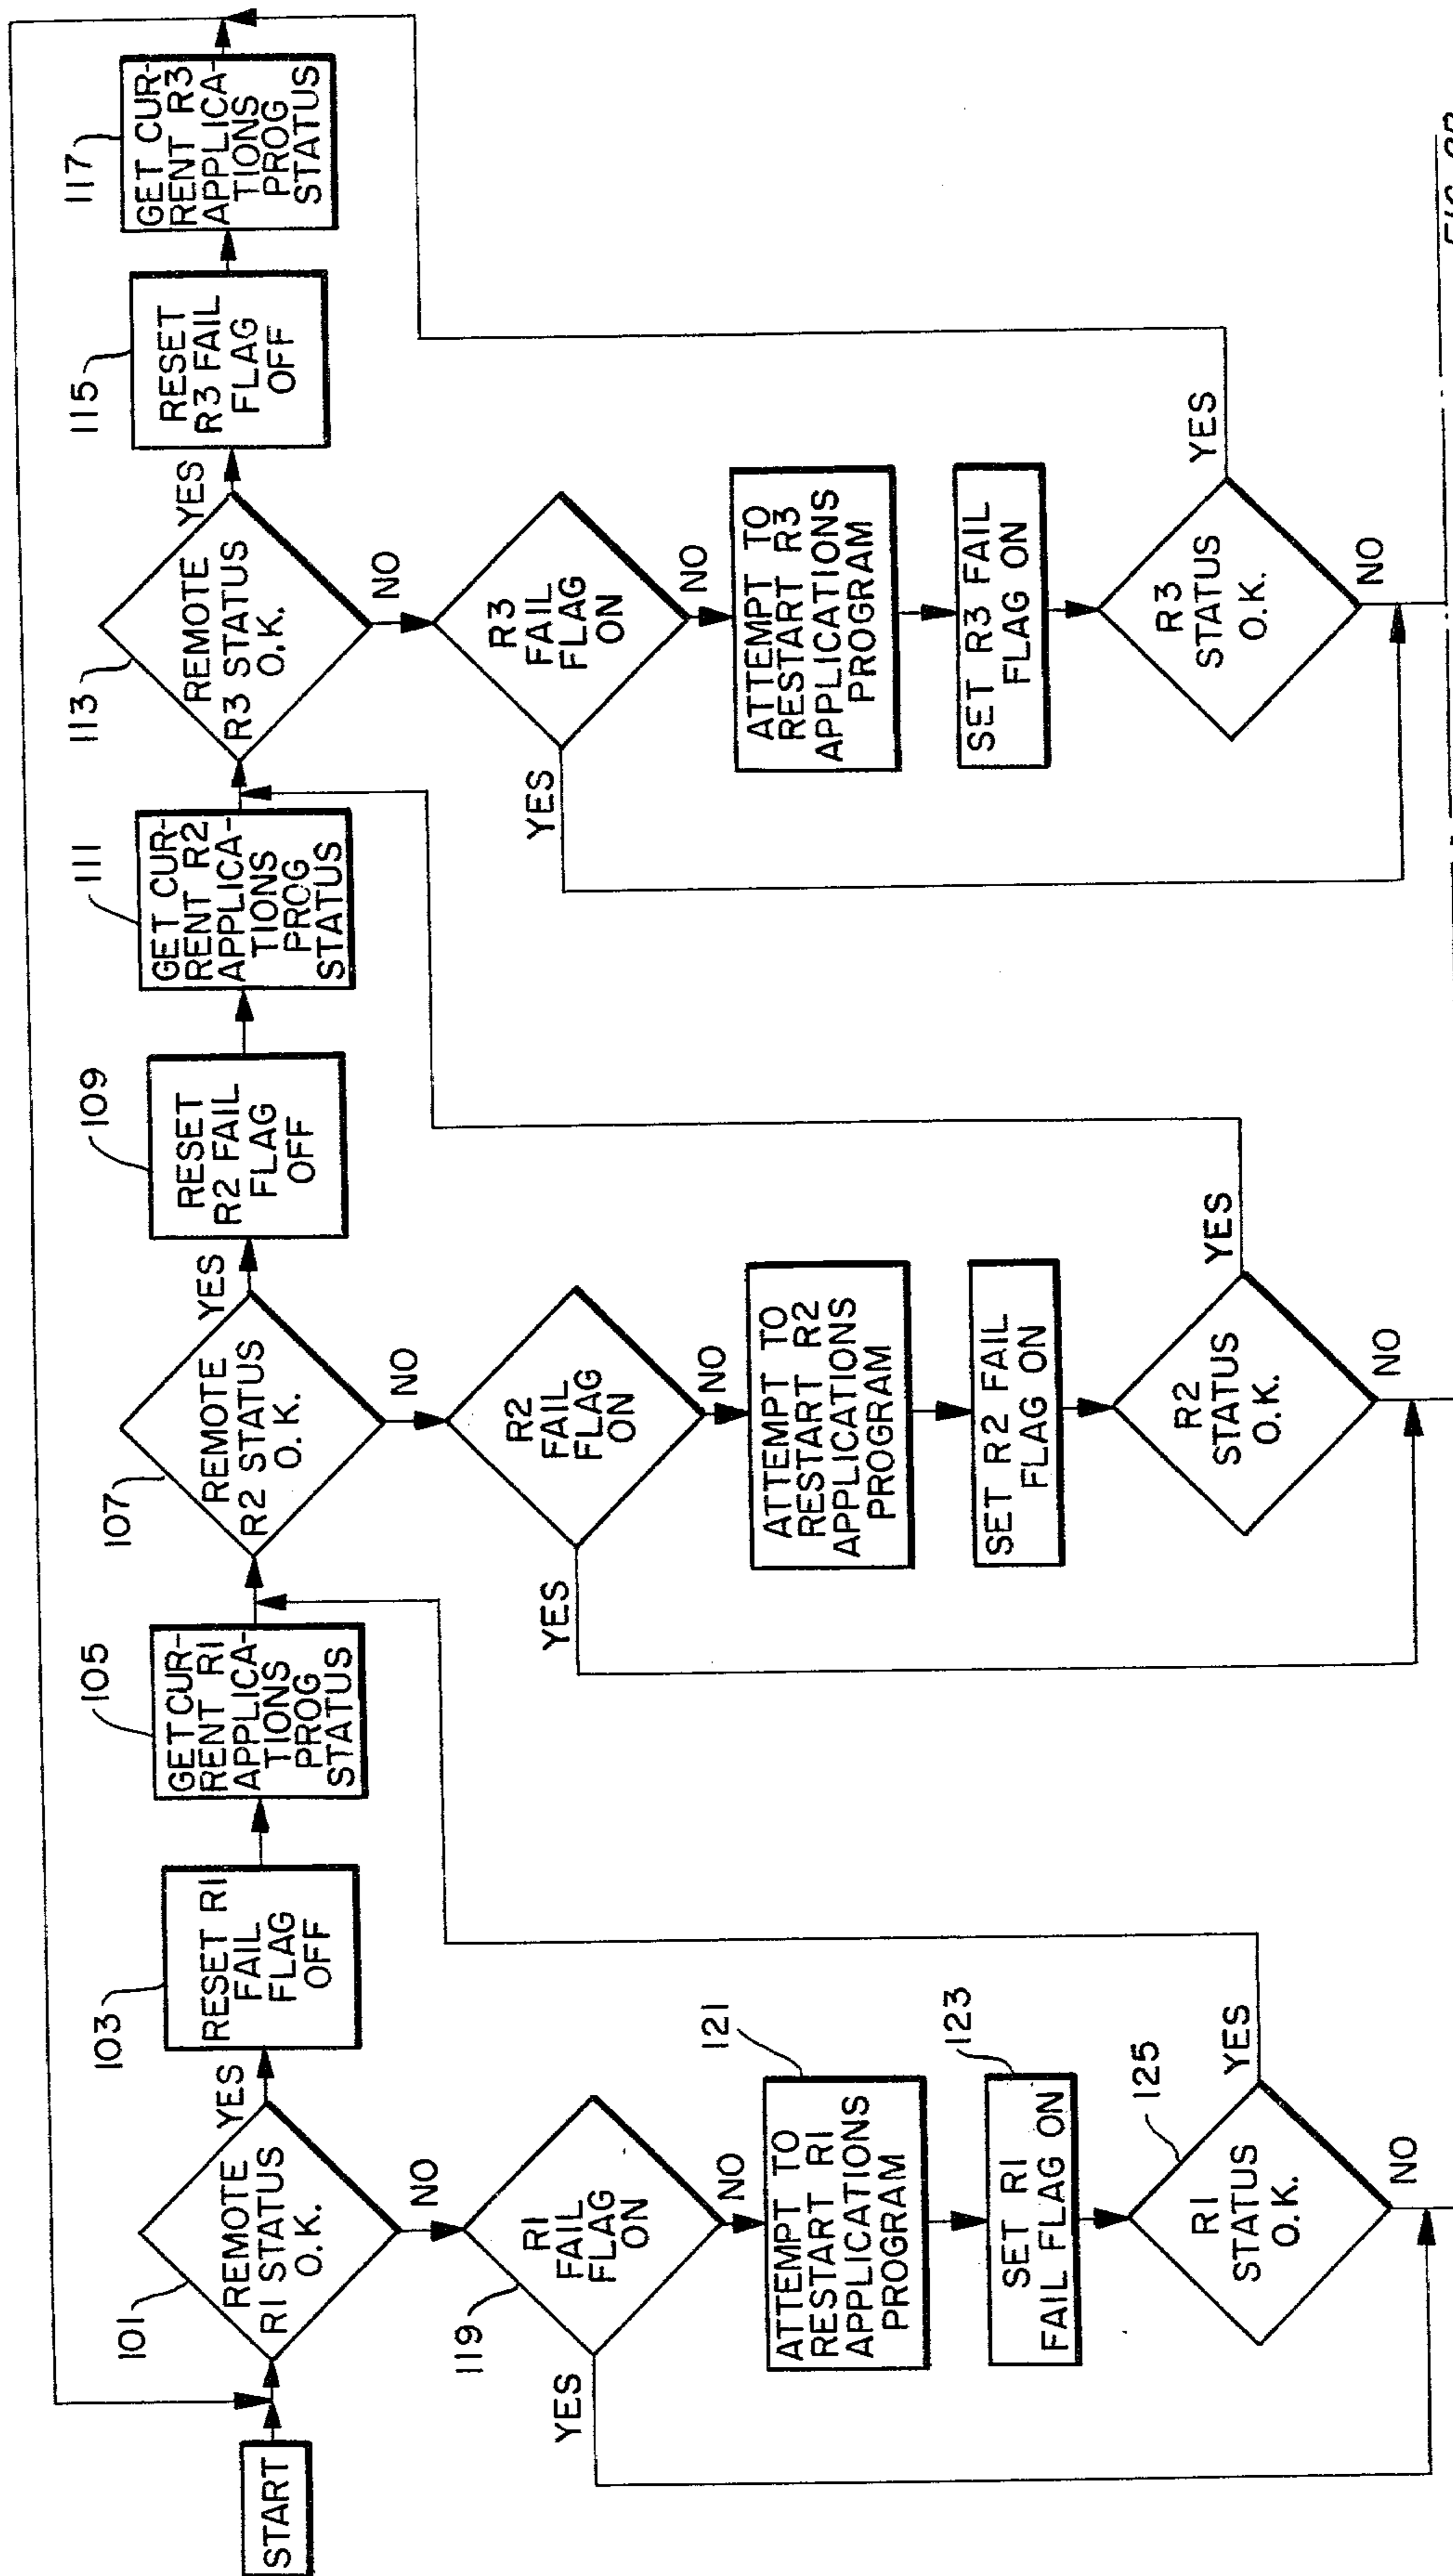 START
101
REMOTE
R1 STATUS
O.K.
YES
NO
103
RESET R1
FAIL
FLAG
OFF
105
GET CUR-
RENT R1
APPLICA-
TIONS
PROG
STATUS
119
R1
FAIL
FLAG
ON
YES
NO
121
ATTEMPT TO
RESTART R1
APPLICATIONS
PROGRAM
123
SET R1
FAIL FLAG ON
125
R1
STATUS
O.K.
YES
NO
107
REMOTE
R2 STATUS
O.K.
YES
NO
109
RESET
R2 FAIL
FLAG
OFF
111
GET CUR-
RENT R2
APPLICA-
TIONS
PROG
STATUS
R2
FAIL
FLAG
ON
YES
NO
ATTEMPT TO
RESTART R2
APPLICATIONS
PROGRAM
SET R2 FAIL
FLAG ON
R2
STATUS
O.K.
YES
NO
113
REMOTE
R3 STATUS
O.K.
YES
NO
115
RESET
R3 FAIL
FLAG
OFF
117
GET CUR-
RENT R3
APPLICA-
TIONS
PROG
STATUS
R3
FAIL
FLAG
ON
YES
NO
ATTEMPT TO
RESTART R3
APPLICATIONS
PROGRAM
SET R3 FAIL
FLAG ON
R3
STATUS
O.K.
YES
NO